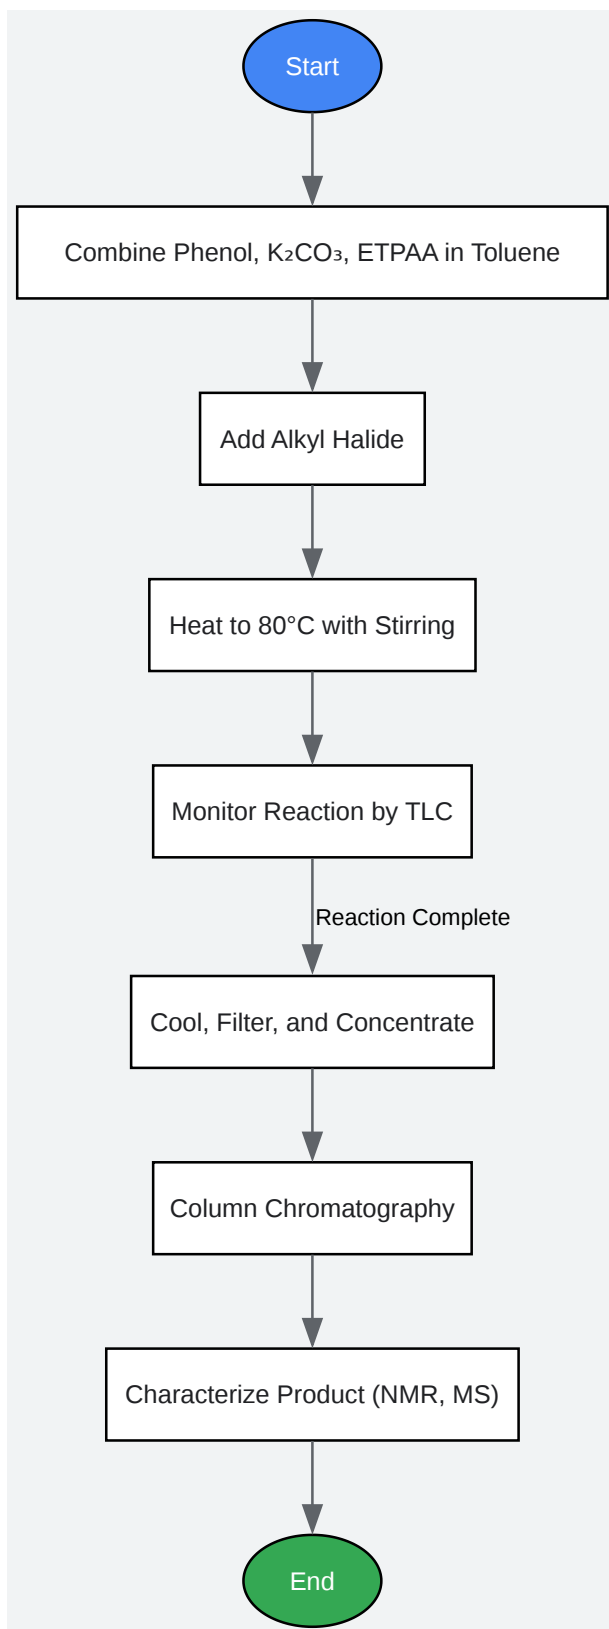 Start
Combine Phenol, K₂CO₃, ETPAA in Toluene
Add Alkyl Halide
Heat to 80°C with Stirring
Monitor Reaction by TLC
Reaction Complete
Cool, Filter, and Concentrate
Column Chromatography
Characterize Product (NMR, MS)
End